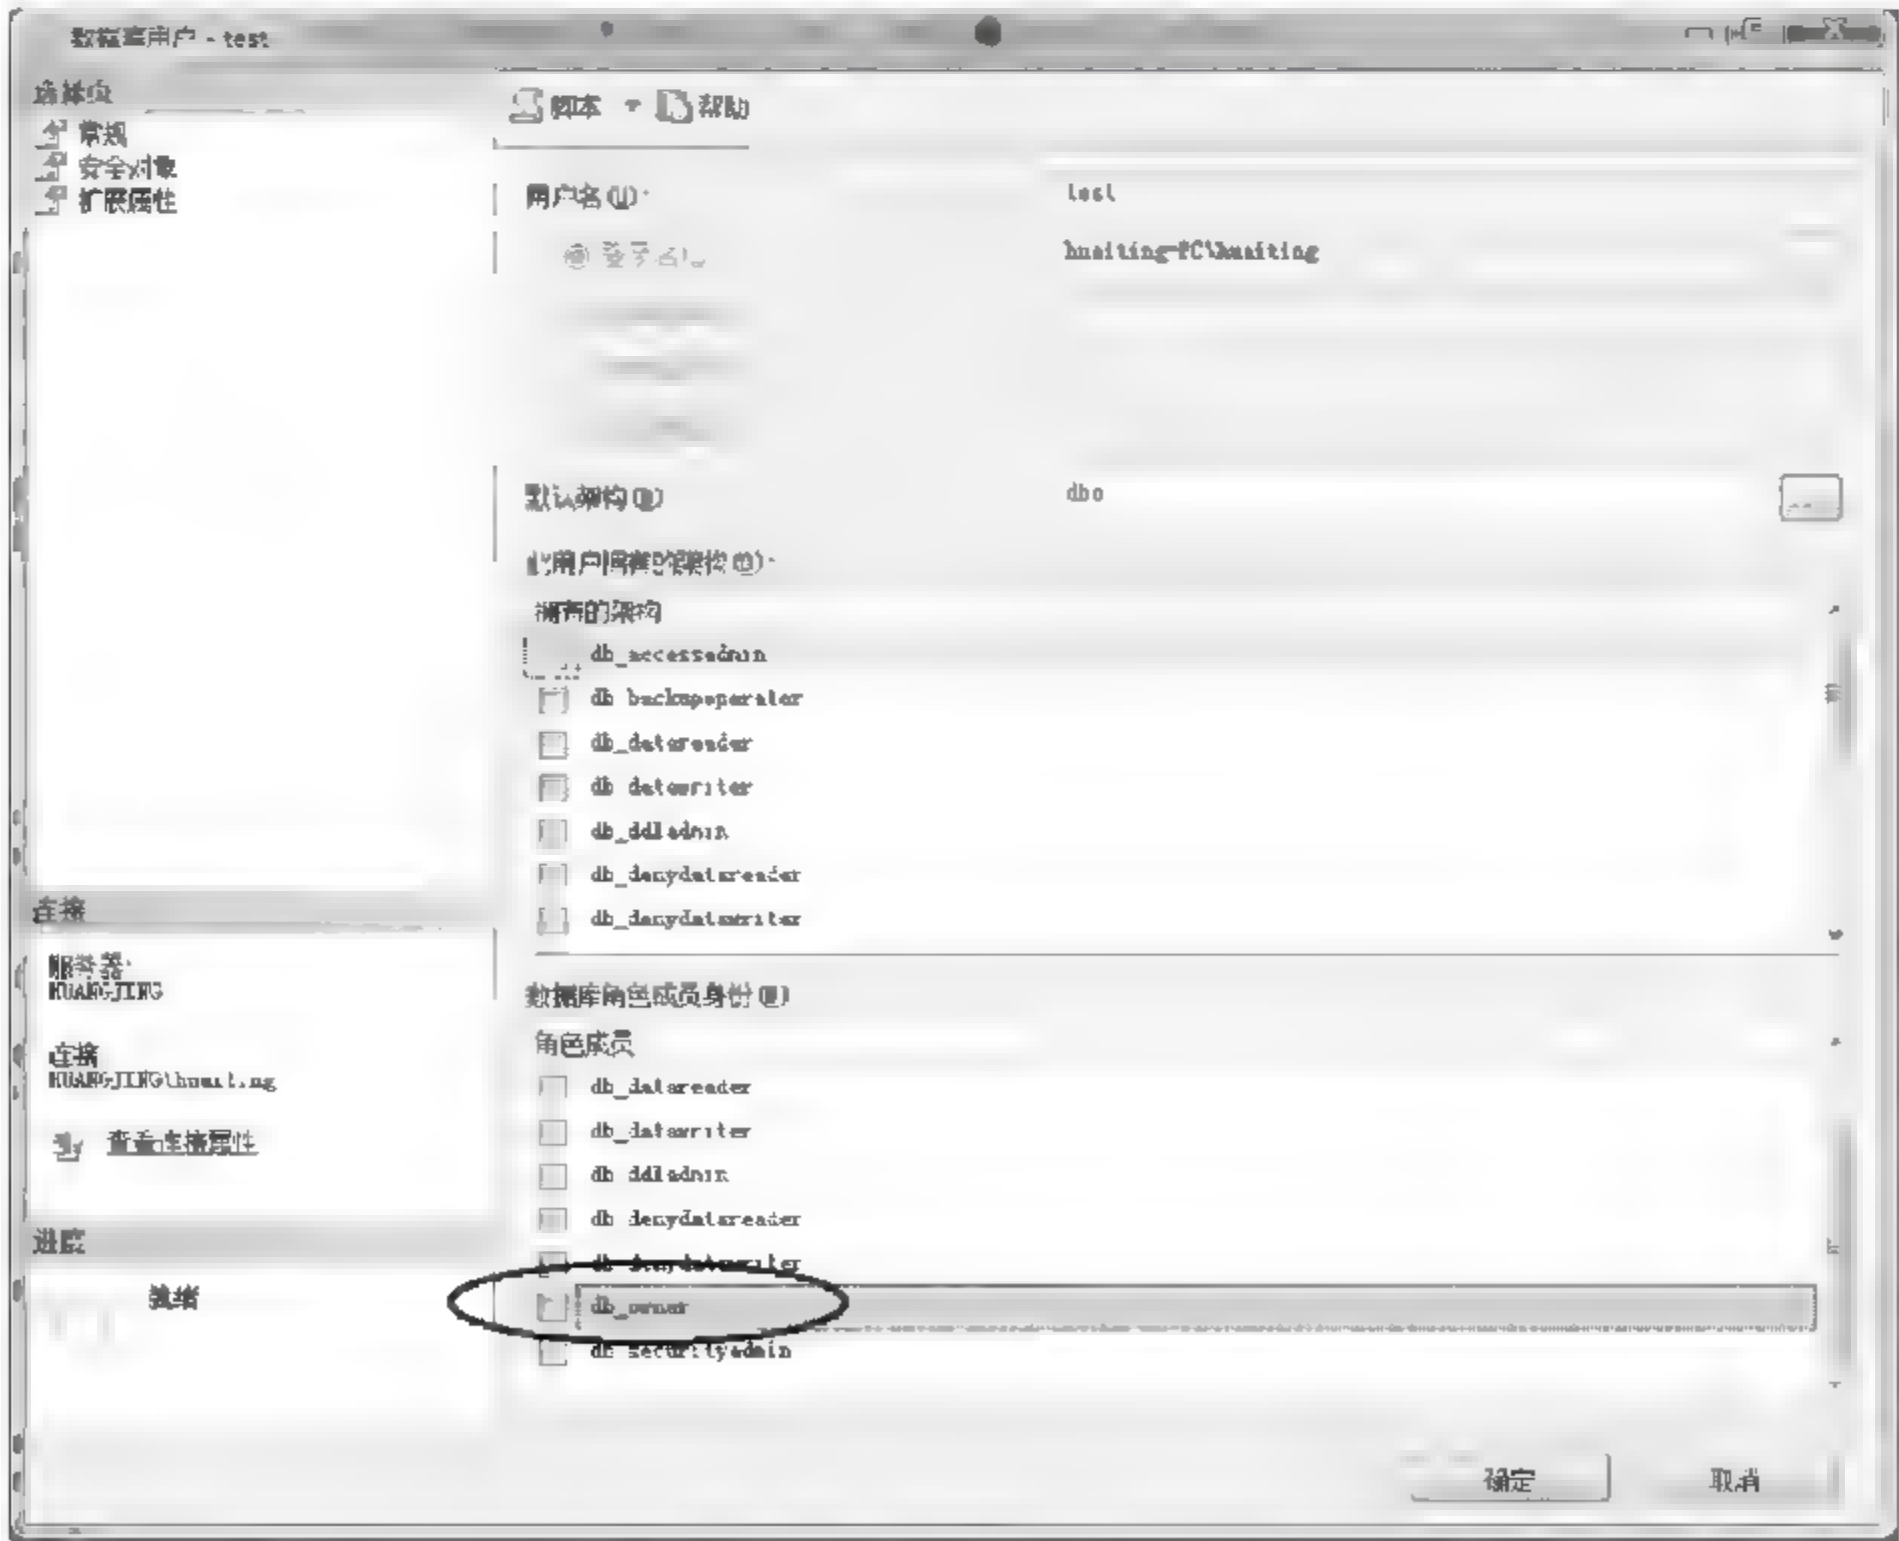 数据库用户 - test
选择页
常规
安全对象
扩展属性
脚本
帮助
用户名(U):
test
登录名(L):
huaiting-PC\huaiting
默认架构(D)
dbo
此用户拥有的架构(O):
拥有的架构
db_accessadmin
db_backupoperator
db_datareader
db_datawriter
db_ddladmin
db_denydatareader
db_denydatawriter
连接
服务器:
HUANGJING
连接
HUANGJING\huaiting
查看连接属性
进度
就绪
数据库角色成员身份(M)
角色成员
db_datareader
db_datawriter
db_ddladmin
db_denydatareader
db_denydatawriter
db_owner
db_securityadmin
确定
取消